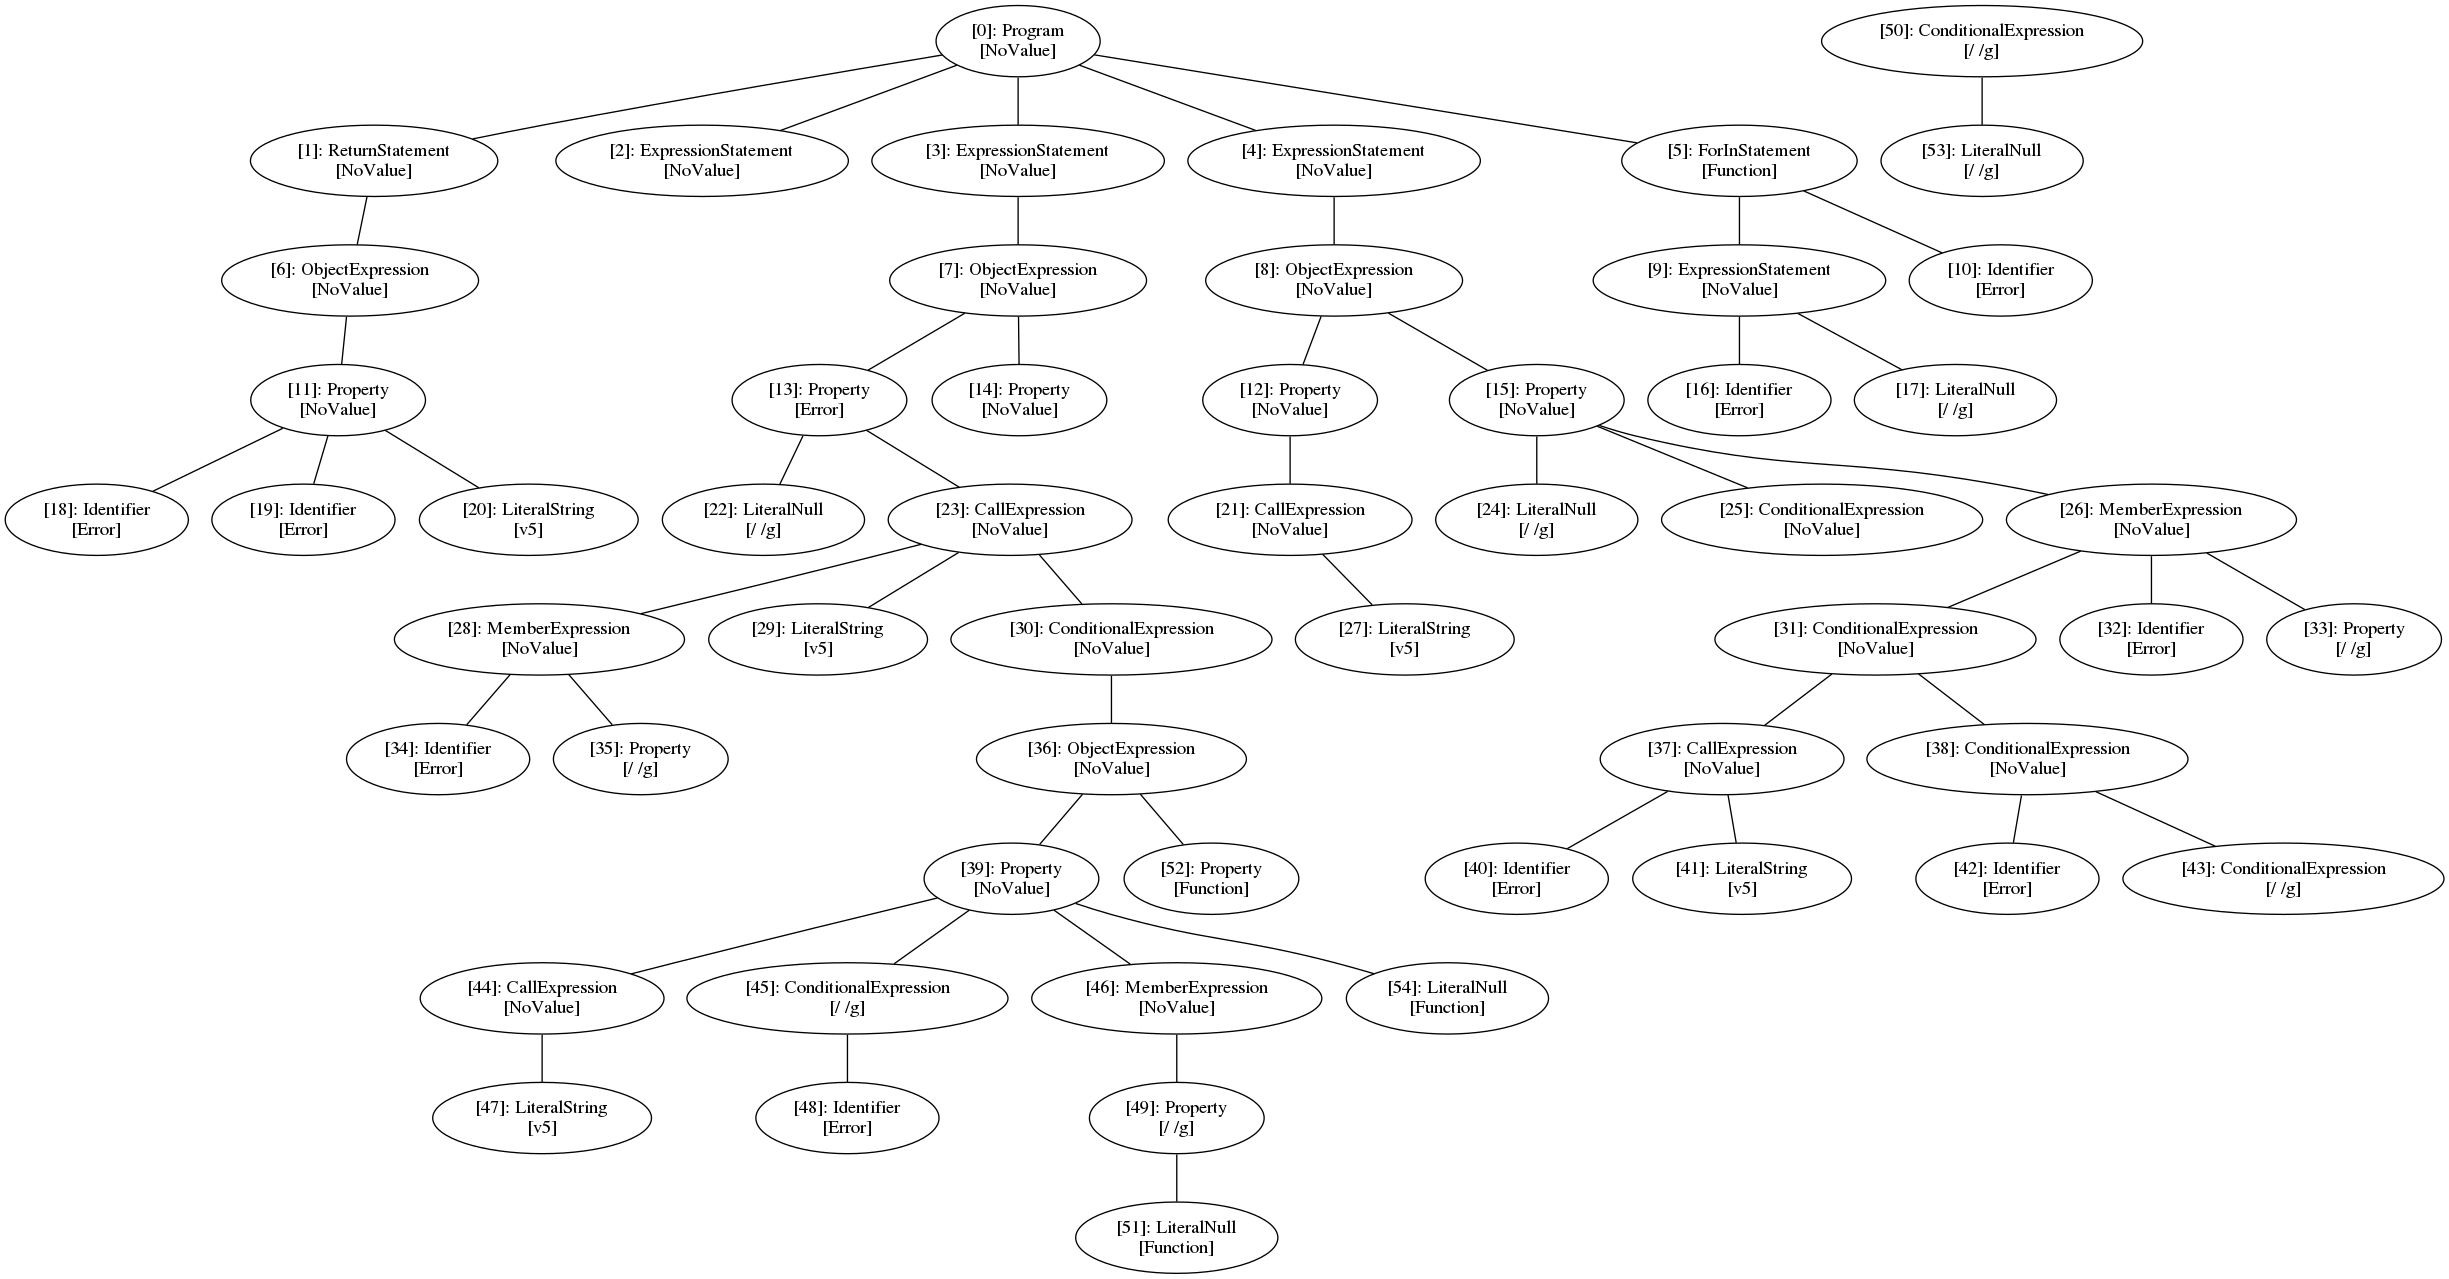 [0]: Program
[NoValue]
[50]: ConditionalExpression
[/ /g]
[1]: ReturnStatement
[NoValue]
[2]: ExpressionStatement
[NoValue]
[3]: ExpressionStatement
[NoValue]
[4]: ExpressionStatement
[NoValue]
[5]: ForInStatement
[Function]
[53]: LiteralNull
[/ /g]
[6]: ObjectExpression
[NoValue]
[7]: ObjectExpression
[NoValue]
[8]: ObjectExpression
[NoValue]
[9]: ExpressionStatement
[NoValue]
[10]: Identifier
[Error]
[11]: Property
[NoValue]
[13]: Property
[Error]
[14]: Property
[NoValue]
[12]: Property
[NoValue]
[15]: Property
[NoValue]
[16]: Identifier
[Error]
[17]: LiteralNull
[/ /g]
[18]: Identifier
[Error]
[19]: Identifier
[Error]
[20]: LiteralString
[v5]
[22]: LiteralNull
[/ /g]
[23]: CallExpression
[NoValue]
[21]: CallExpression
[NoValue]
[24]: LiteralNull
[/ /g]
[25]: ConditionalExpression
[NoValue]
[26]: MemberExpression
[NoValue]
[28]: MemberExpression
[NoValue]
[29]: LiteralString
[v5]
[30]: ConditionalExpression
[NoValue]
[27]: LiteralString
[v5]
[31]: ConditionalExpression
[NoValue]
[32]: Identifier
[Error]
[33]: Property
[/ /g]
[34]: Identifier
[Error]
[35]: Property
[/ /g]
[36]: ObjectExpression
[NoValue]
[37]: CallExpression
[NoValue]
[38]: ConditionalExpression
[NoValue]
[39]: Property
[NoValue]
[52]: Property
[Function]
[40]: Identifier
[Error]
[41]: LiteralString
[v5]
[42]: Identifier
[Error]
[43]: ConditionalExpression
[/ /g]
[44]: CallExpression
[NoValue]
[45]: ConditionalExpression
[/ /g]
[46]: MemberExpression
[NoValue]
[54]: LiteralNull
[Function]
[47]: LiteralString
[v5]
[48]: Identifier
[Error]
[49]: Property
[/ /g]
[51]: LiteralNull
[Function]